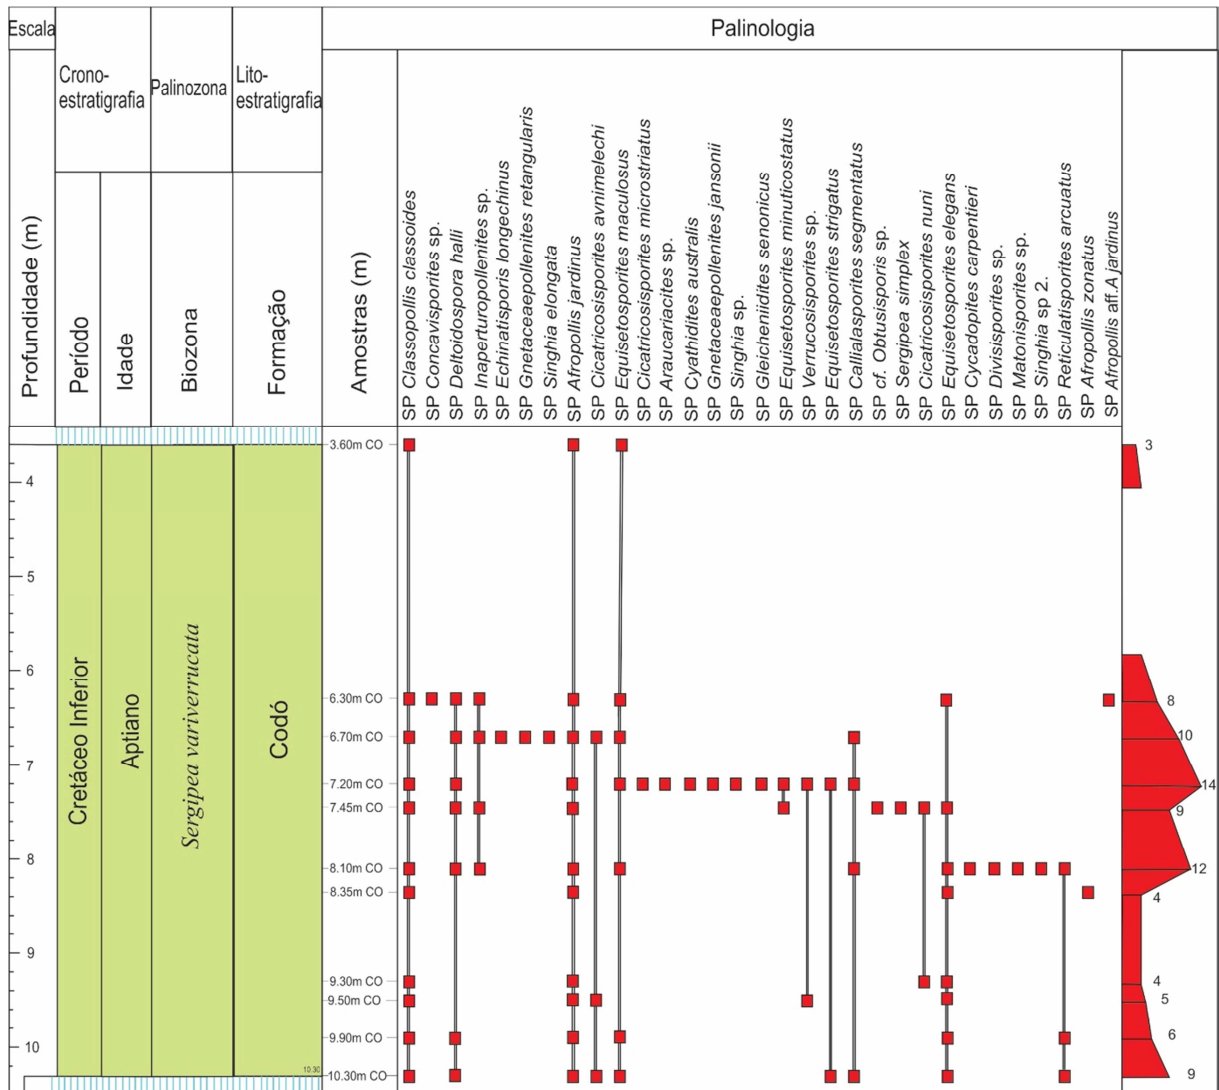 Escala
Palinologia
Crono-
estratigrafia
Palinozona
Lito-
estratigrafia
Profundidade (m)
Período
Idade
Biozona
Formação
Amostras (m)
SP Classopollis classoides
SP Concavisporites sp.
SP Deltoidospora halli
SP Inaperturopollenites sp.
SP Echinatisporis longechinus
SP Gnetaceaepollenites retangularis
SP Singhia elongata
SP Afropollis jardinus
SP Cicatricosisporites avnimelechi
SP Equisetosporites maculosus
SP Cicatricosisporites microstriatus
SP Araucariacites sp.
SP Cyathidites australis
SP Gnetaceaepollenites jansonii
SP Singhia sp.
SP Gleicheniidites senonicus
SP Equisetosporites minuticostatus
SP Verrucosisporites sp.
SP Equisetosporites strigatus
SP Callialasporites segmentatus
SP cf. Obtusisporis sp.
SP Sergipea simplex
SP Cicatricosisporites nuni
SP Equisetosporites elegans
SP Cycadopites carpentieri
SP Divisisporites sp.
SP Matonisporites sp.
SP Singhia sp 2.
SP Reticulatisporites arcuatus
SP Afropollis zonatus
SP Afropollis aff.A jardinus
4
5
6
7
8
9
10
Cretáceo Inferior
Aptiano
Sergipea variverrucata
Codó
10.30
3.60m CO
6.30m CO
6.70m CO
7.20m CO
7.45m CO
8.10m CO
8.35m CO
9.30m CO
9.50m CO
9.90m CO
10.30m CO
3
8
10
14
9
12
4
4
5
6
9